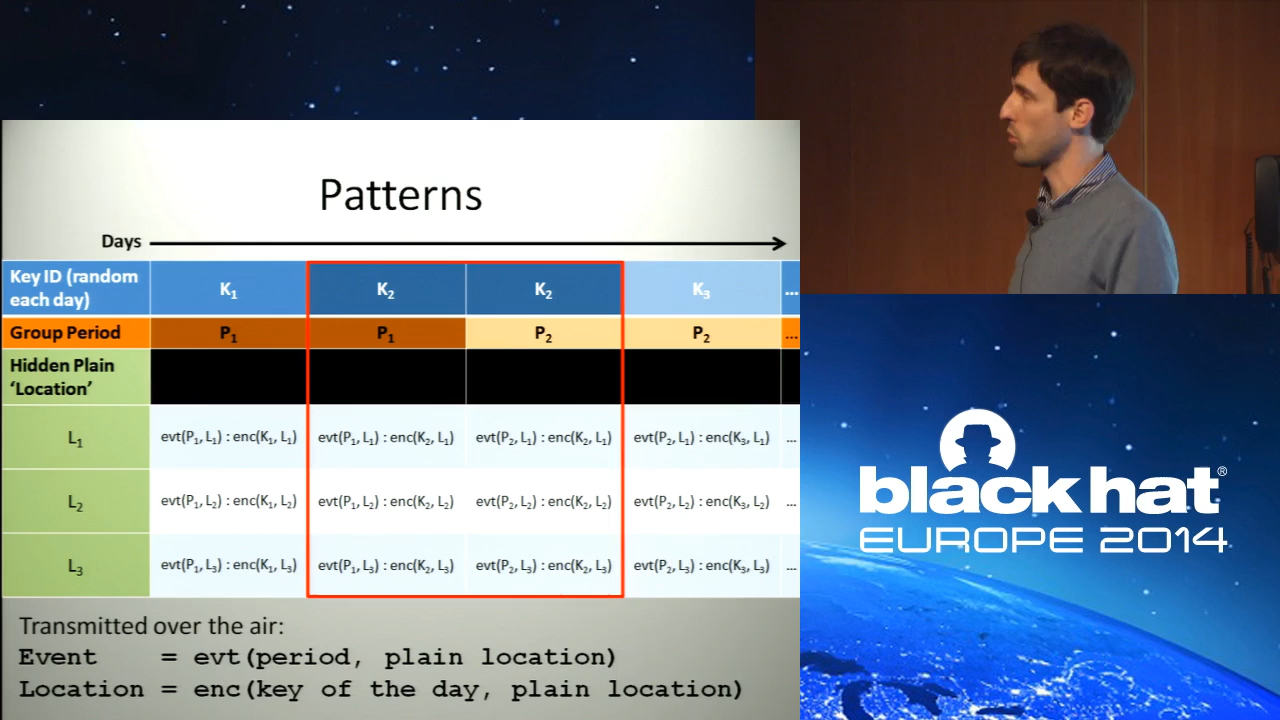 Patterns
Days
Key ID (random each day) K₁ K₂ K₂ K₃ ...
Group Period P₁ P₁ P₂ P₂ ...
Hidden Plain ‘Location’
L₁ evt(P₁, L₁) : enc(K₁, L₁) evt(P₁, L₁) : enc(K₂, L₁) evt(P₂, L₁) : enc(K₂, L₁) evt(P₂, L₁) : enc(K₃, L₁) ...
L₂ evt(P₁, L₂) : enc(K₁, L₂) evt(P₁, L₂) : enc(K₂, L₂) evt(P₂, L₂) : enc(K₂, L₂) evt(P₂, L₂) : enc(K₃, L₂) ...
L₃ evt(P₁, L₃) : enc(K₁, L₃) evt(P₁, L₃) : enc(K₂, L₃) evt(P₂, L₃) : enc(K₂, L₃) evt(P₂, L₃) : enc(K₃, L₃) ...
Transmitted over the air:
Event = evt(period, plain location)
Location = enc(key of the day, plain location)
black hat®
EUROPE 2014